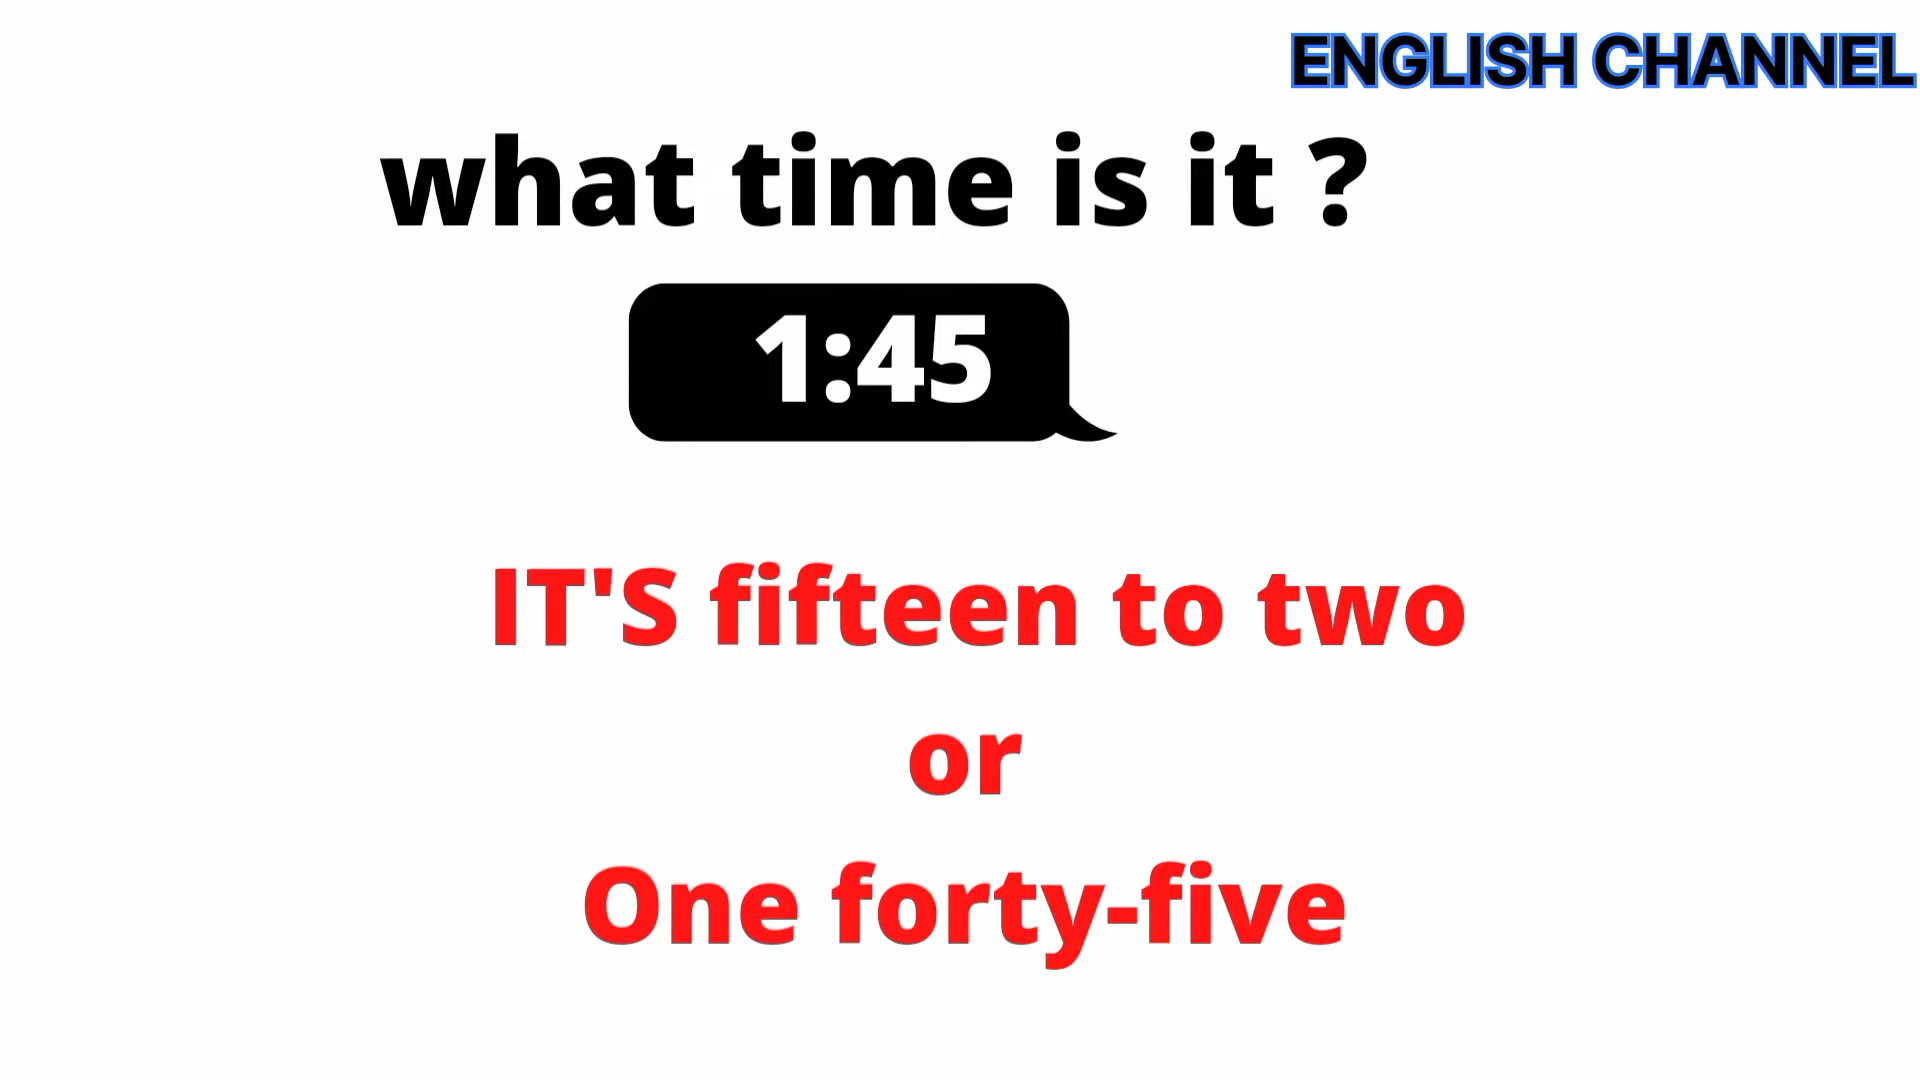 ENGLISH CHANNEL
what time is it ?
1:45
IT'S fifteen to two
or
One forty-five